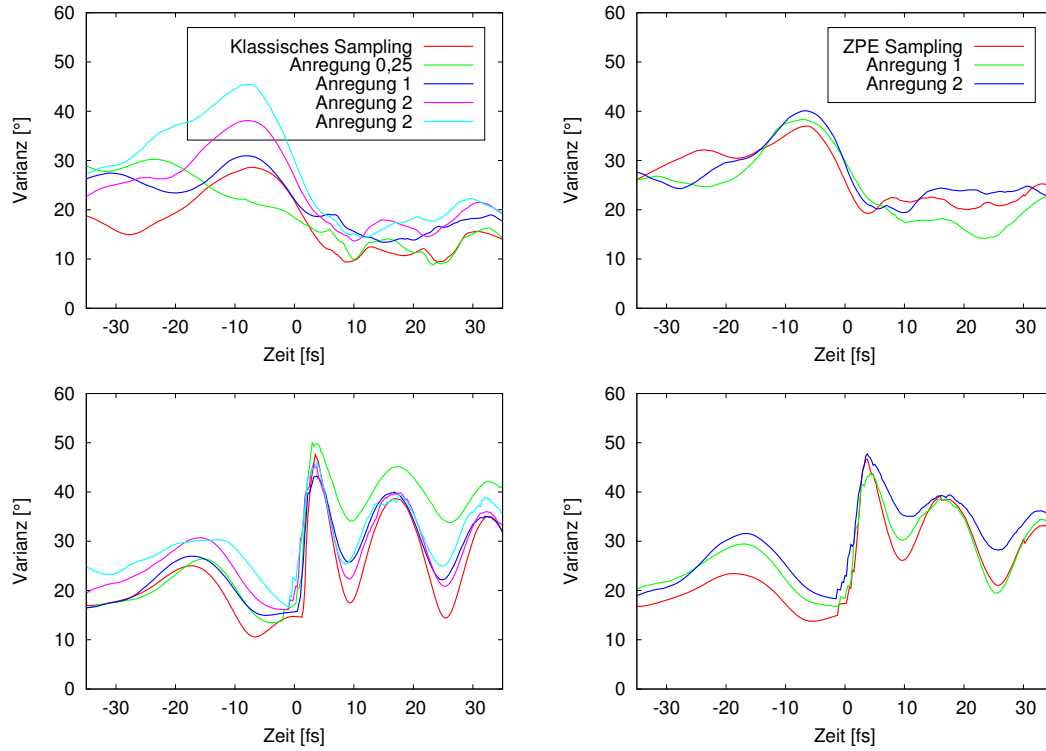 60
50
40
30
20
10
0
Varianz [°]
Klassisches Sampling
Anregung 0,25
Anregung 1
Anregung 2
Anregung 2
-30 -20 -10 0 10 20 30
Zeit [fs]
60
50
40
30
20
10
0
Varianz [°]
ZPE Sampling
Anregung 1
Anregung 2
-30 -20 -10 0 10 20 30
Zeit [fs]
60
50
40
30
20
10
0
Varianz [°]
-30 -20 -10 0 10 20 30
Zeit [fs]
60
50
40
30
20
10
0
Varianz [°]
-30 -20 -10 0 10 20 30
Zeit [fs]